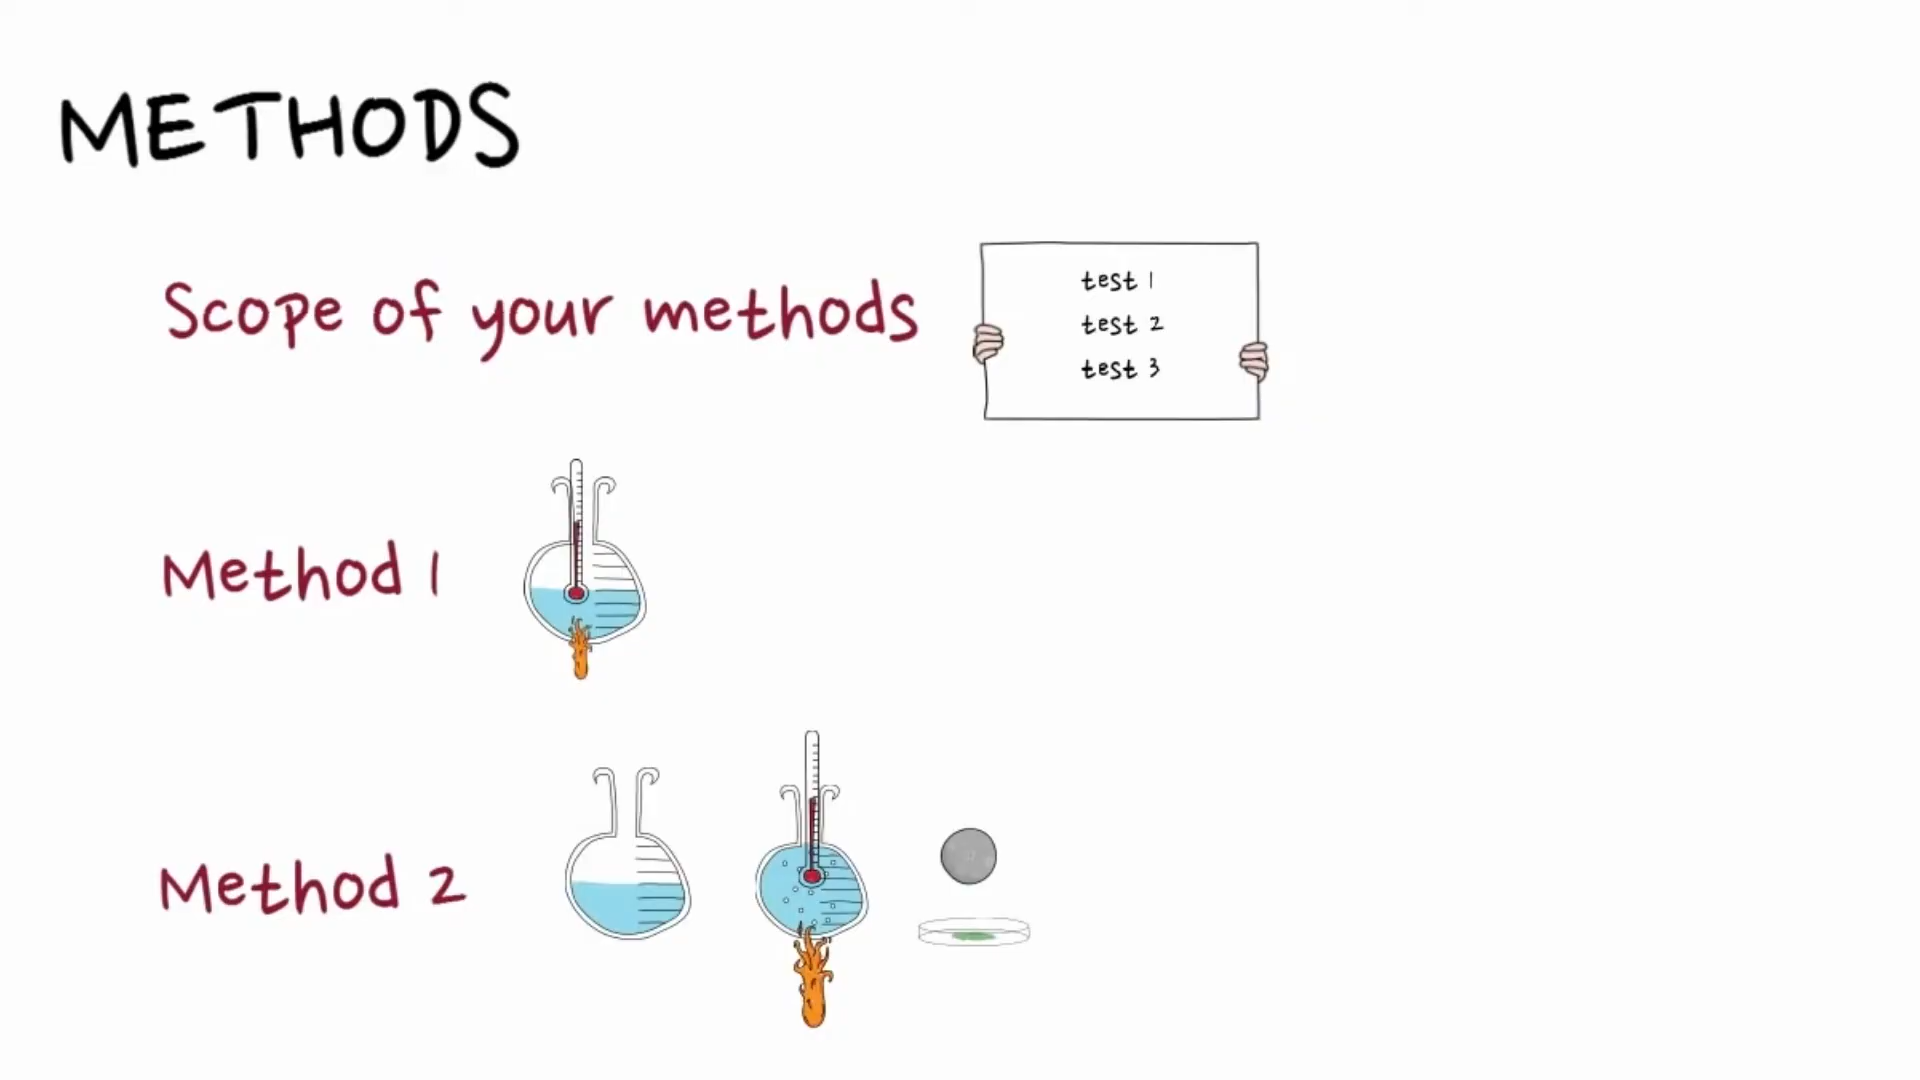 METHODS
Scope of your methods
test 1
test 2
test 3
Method 1
Method 2